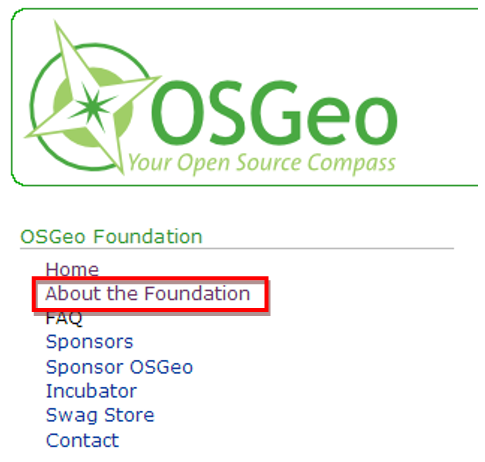 OSGeo
Your Open Source Compass
OSGeo Foundation
Home
About the Foundation
FAQ
Sponsors
Sponsor OSGeo
Incubator
Swag Store
Contact